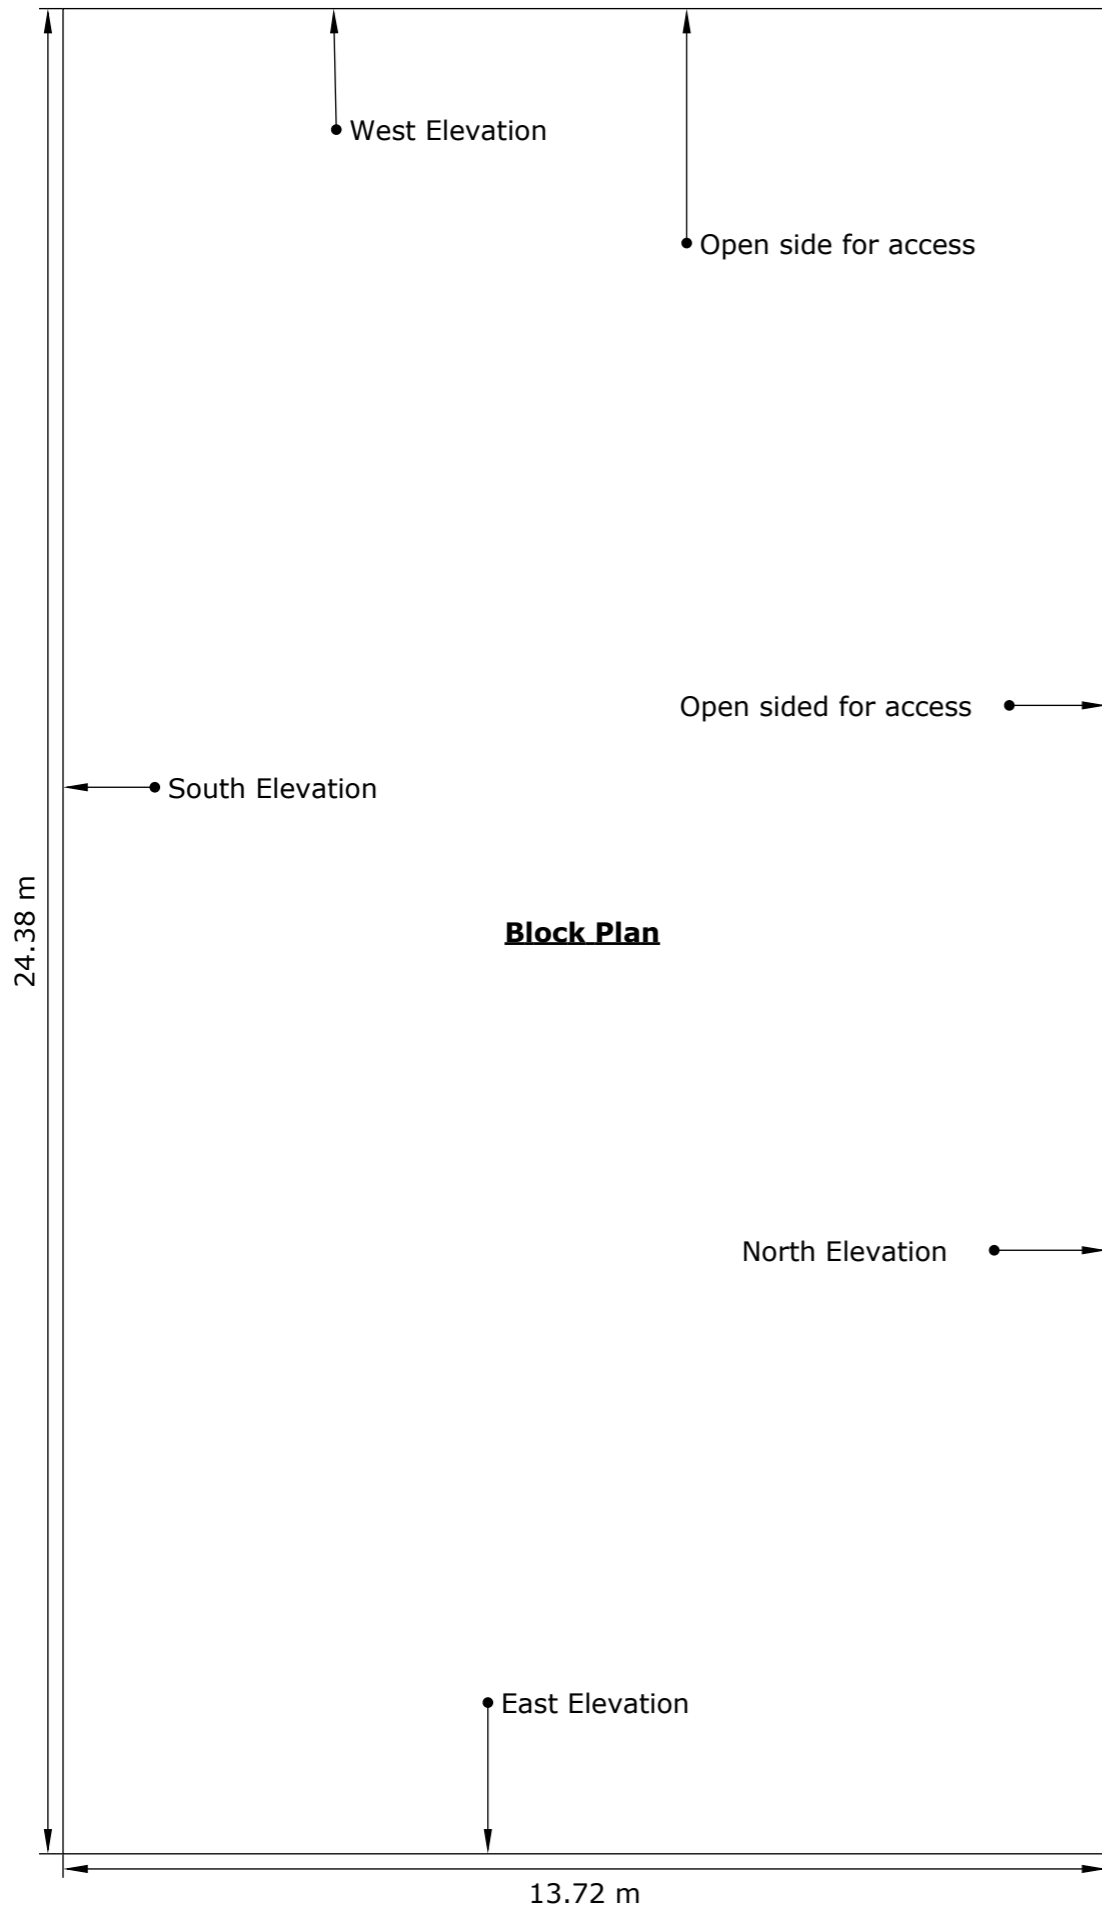 West Elevation
Open side for access
Open sided for access
South Elevation
24.38 m
Block Plan
North Elevation
East Elevation
13.72 m